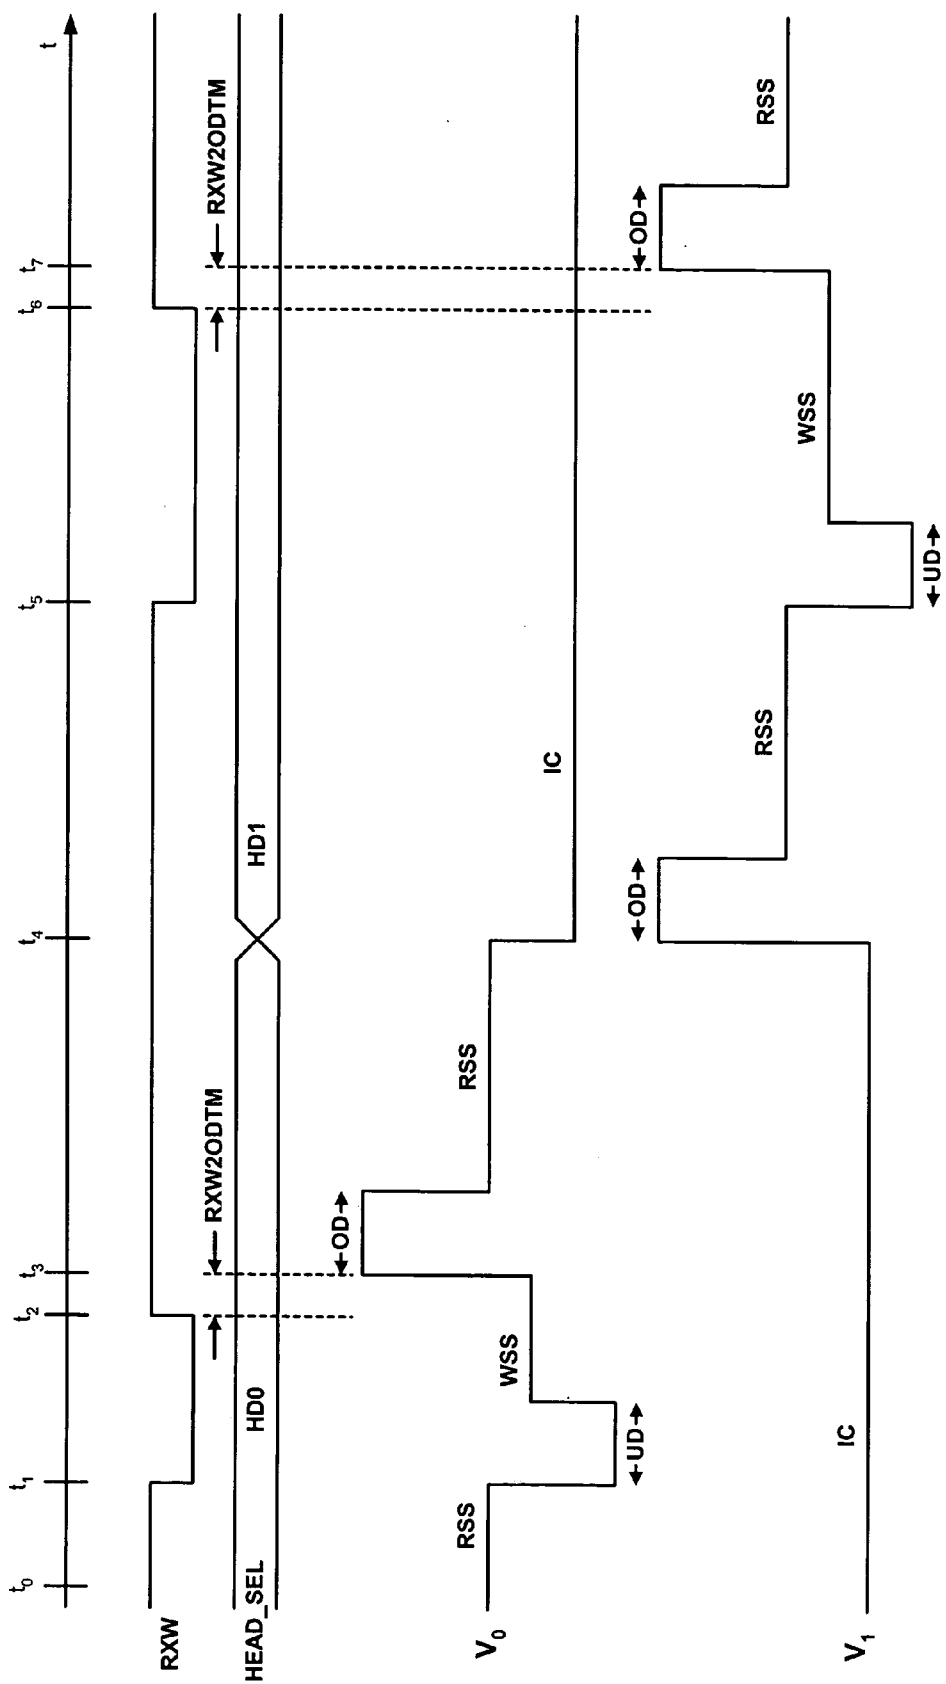 t0 t1 t2 t3 t4 t5 t6 t7 t
RXW
RXW2ODTM RXW2ODTM
HEAD_SEL HD0 HD1
OD
V0 RSS WSS RSS IC
UD
OD OD
RSS RSS
WSS
V1 IC
UD